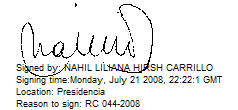 Nahil
Signed by: NAHIL LILIANA HIRSH CARRILLO
Signing time:Monday, July 21 2008, 22:22:1 GMT
Location: Presidencia
Reason to sign: RC 044-2008